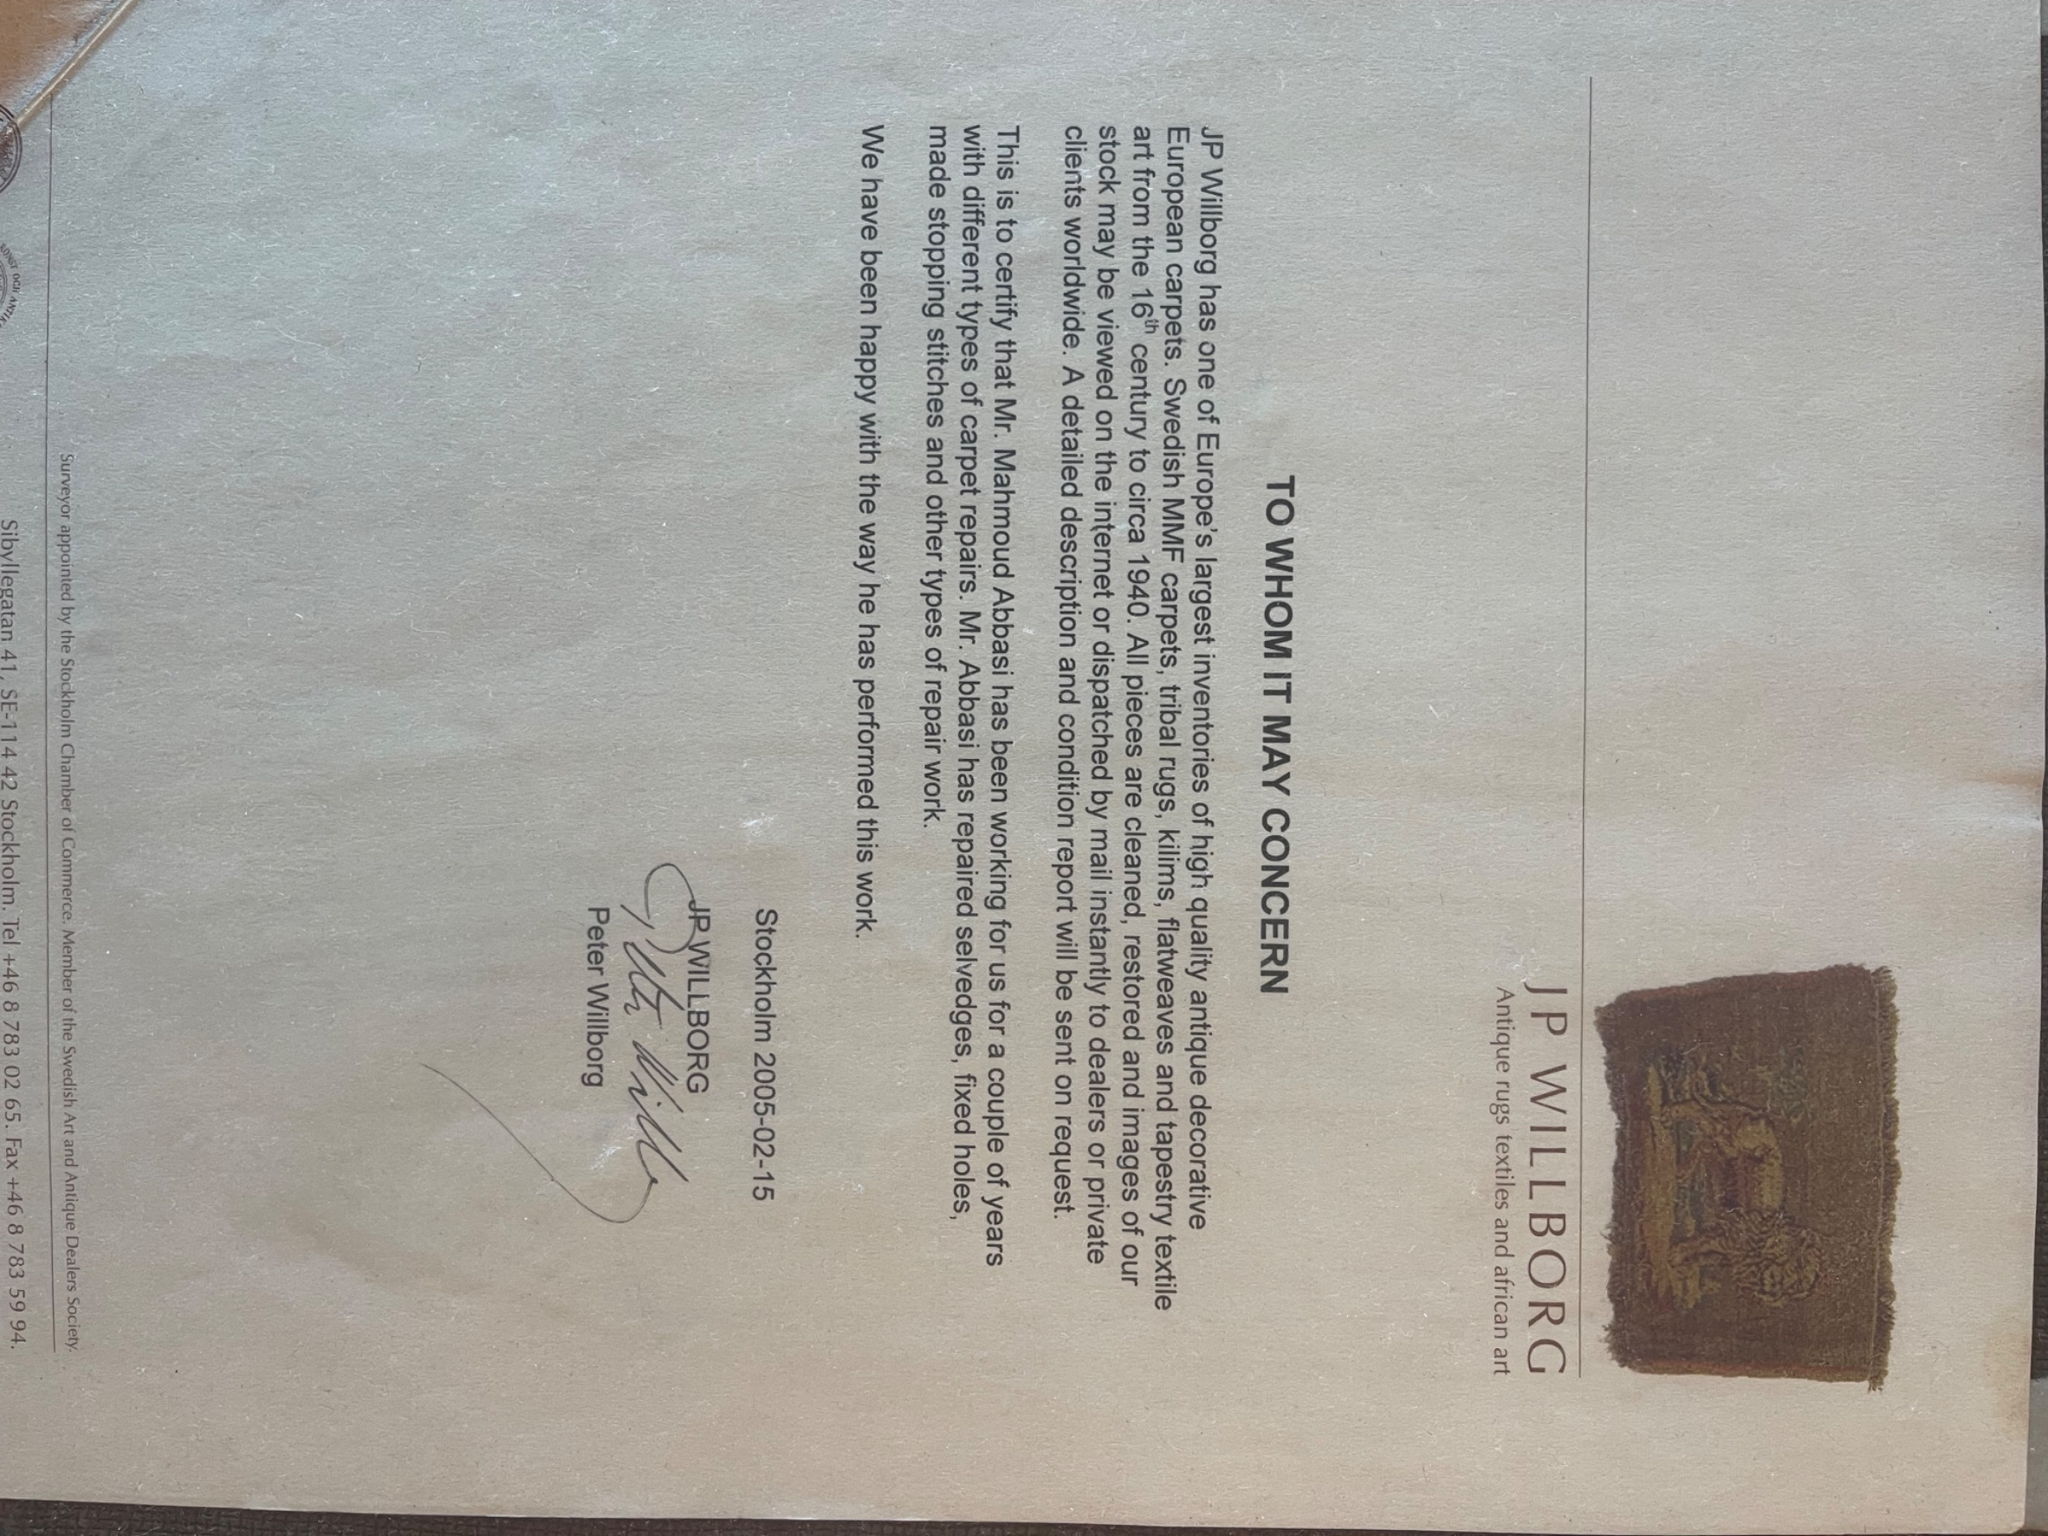 JP WILLBORG
Antique rugs textiles and african art
TO WHOM IT MAY CONCERN
JP Willborg has one of Europe's largest inventories of high quality antique decorative
European carpets. Swedish MMF carpets, tribal rugs, kilims, flatweaves and tapestry textile
art from the 16th century to circa 1940. All pieces are cleaned, restored and images of our
stock may be viewed on the internet or dispatched by mail instantly to dealers or private
clients worldwide. A detailed description and condition report will be sent on request.
This is to certify that Mr. Mahmoud Abbasi has been working for us for a couple of years
with different types of carpet repairs. Mr. Abbasi has repaired selvedges, fixed holes,
made stopping stitches and other types of repair work.
We have been happy with the way he has performed this work.
Stockholm 2005-02-15
JP WILLBORG
Peter Willborg
Surveyor appointed by the Stockholm Chamber of Commerce. Member of the Swedish Art and Antique Dealers Society.
Sibyllegatan 41, SE-114 42 Stockholm. Tel +46 8 783 02 65. Fax +46 8 783 59 94.
KONST OCH